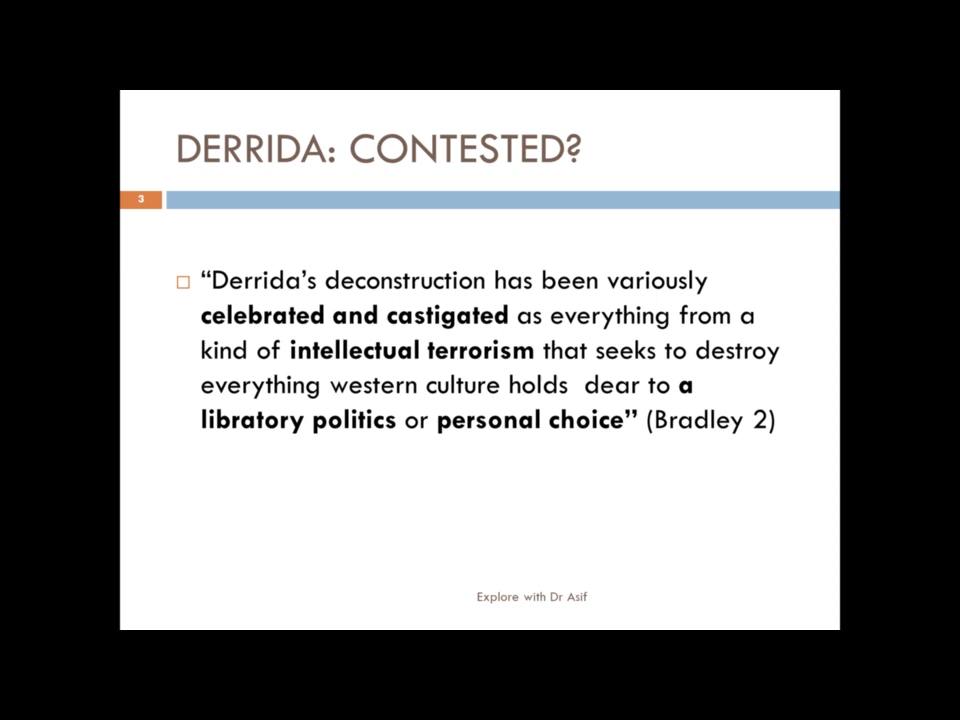 DERRIDA: CONTESTED?
3
“Derrida’s deconstruction has been variously
celebrated and castigated as everything from a
kind of intellectual terrorism that seeks to destroy
everything western culture holds  dear to a
libratory politics or personal choice” (Bradley 2)
Explore with Dr Asif